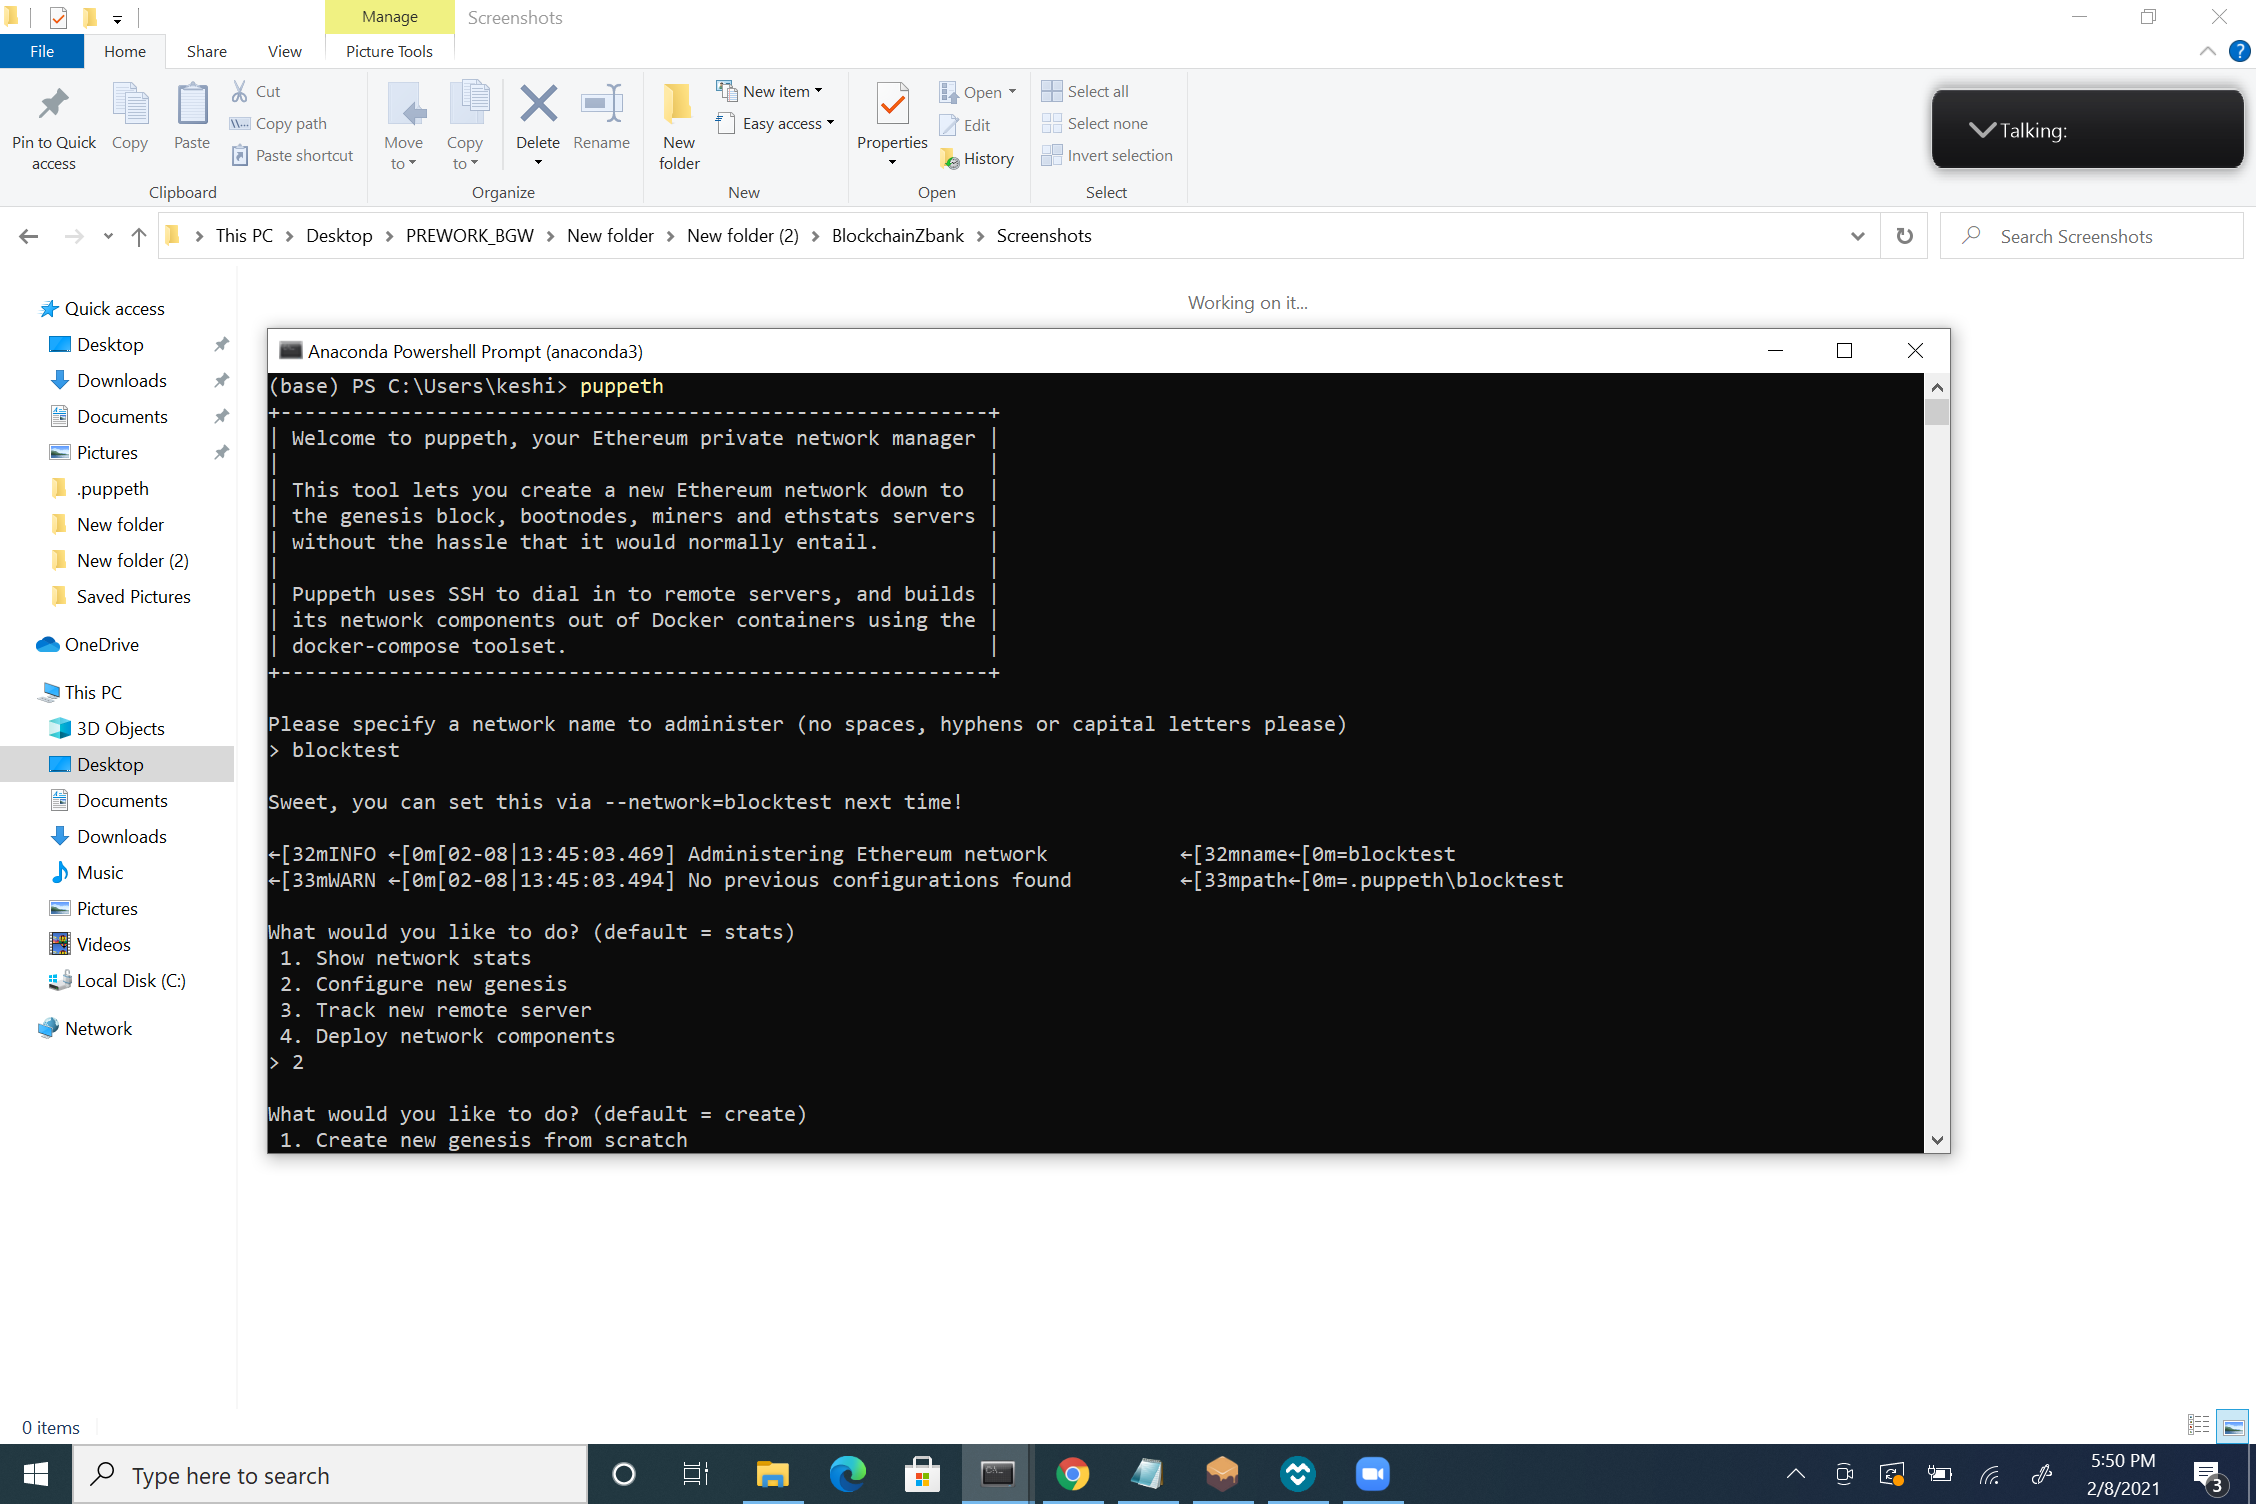 Manage
Screenshots
File
Home
Share
View
Picture Tools
Pin to Quick access
Copy
Paste
Cut
Copy path
Paste shortcut
Clipboard
Move to
Copy to
Delete
Rename
Organize
New folder
New item
Easy access
New
Properties
Open
Edit
History
Open
Select all
Select none
Invert selection
Select
Talking:
This PC
Desktop
PREWORK_BGW
New folder
New folder (2)
BlockchainZbank
Screenshots
Search Screenshots
Working on it...
Quick access
Desktop
Downloads
Documents
Pictures
.puppeth
New folder
New folder (2)
Saved Pictures
OneDrive
This PC
3D Objects
Desktop
Documents
Downloads
Music
Pictures
Videos
Local Disk (C:)
Network
Anaconda Powershell Prompt (anaconda3)
(base) PS C:\Users\keshi> puppeth
+-----------------------------------------------------------+
| Welcome to puppeth, your Ethereum private network manager |
|                                                           |
| This tool lets you create a new Ethereum network down to  |
| the genesis block, bootnodes, miners and ethstats servers |
| without the hassle that it would normally entail.         |
|                                                           |
| Puppeth uses SSH to dial in to remote servers, and builds |
| its network components out of Docker containers using the |
| docker-compose toolset.                                   |
+-----------------------------------------------------------+
Please specify a network name to administer (no spaces, hyphens or capital letters please)
> blocktest
Sweet, you can set this via --network=blocktest next time!
←[32mINFO ←[0m[02-08|13:45:03.469] Administering Ethereum network           ←[32mname←[0m=blocktest
←[33mWARN ←[0m[02-08|13:45:03.494] No previous configurations found         ←[33mpath←[0m=.puppeth\blocktest
What would you like to do? (default = stats)
1. Show network stats
2. Configure new genesis
3. Track new remote server
4. Deploy network components
> 2
What would you like to do? (default = create)
1. Create new genesis from scratch
0 items
Type here to search
5:50 PM
2/8/2021
3